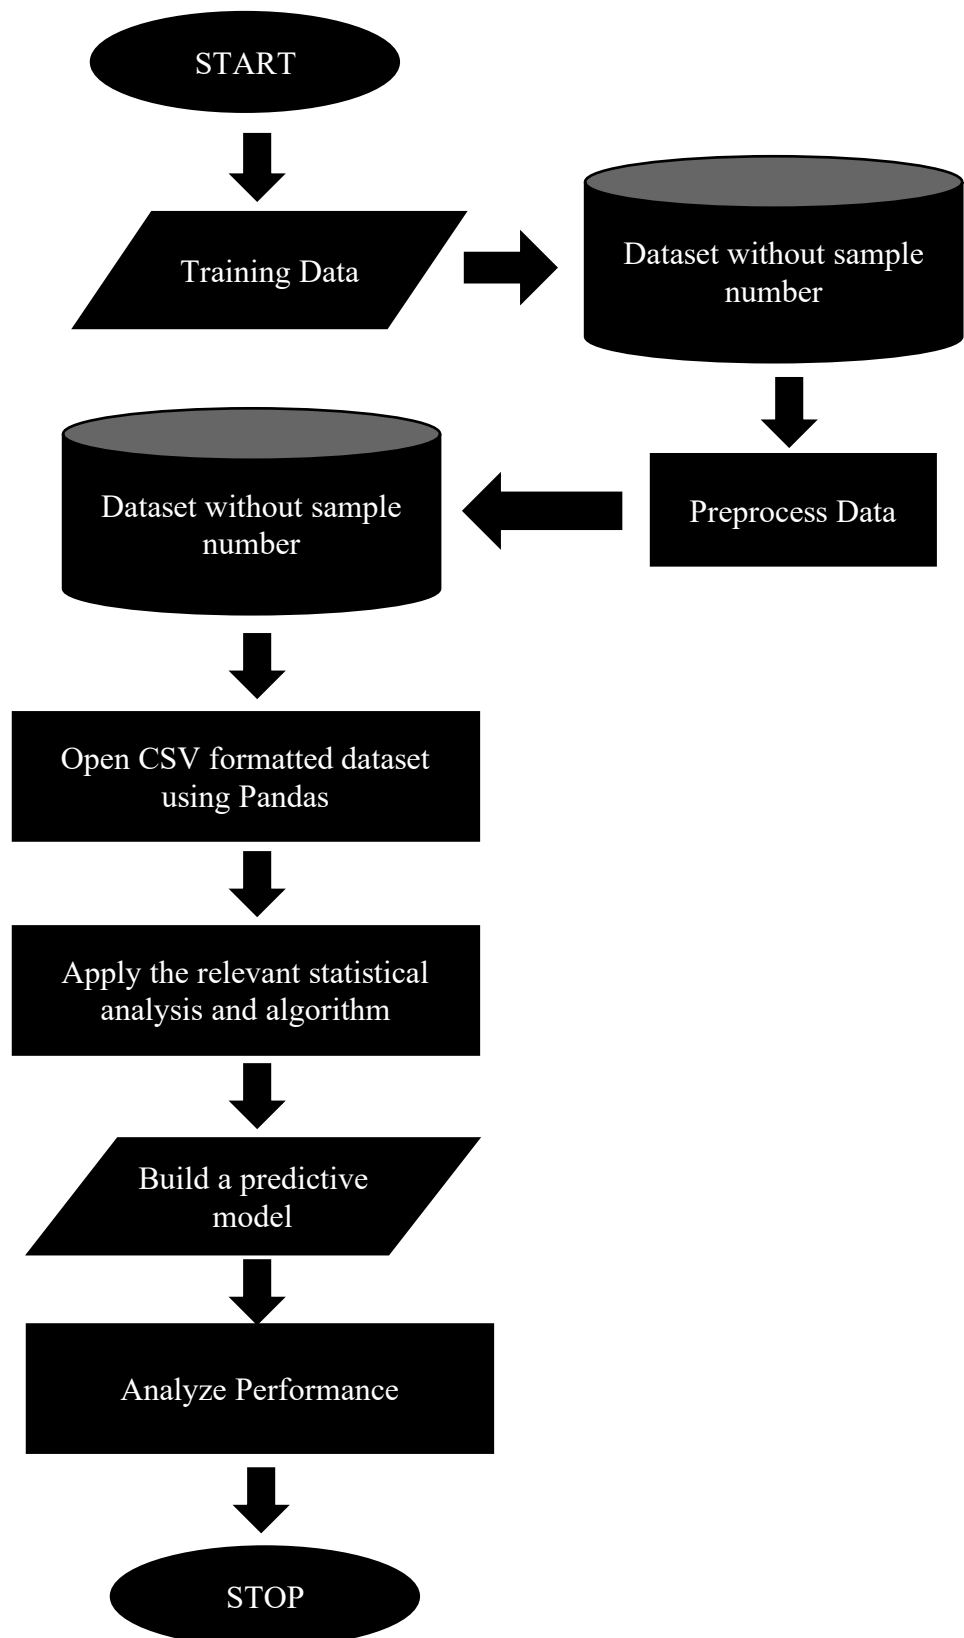 START
Training Data
Dataset without sample
number
Preprocess Data
Dataset without sample
number
Open CSV formatted dataset
using Pandas
Apply the relevant statistical
analysis and algorithm
Build a predictive
model
Analyze Performance
STOP